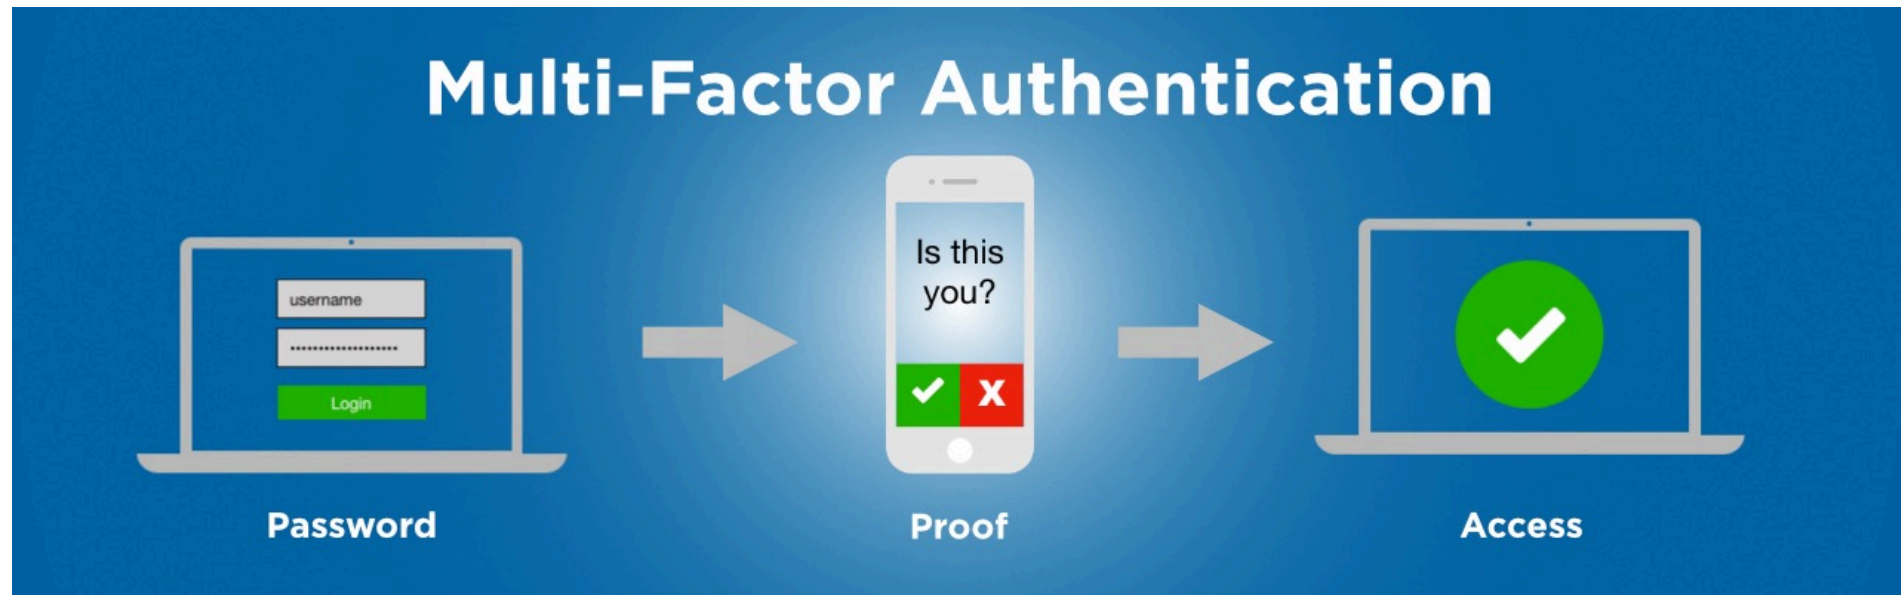 Multi-Factor Authentication
username
Login
Password
Is this
you?
X
Proof
Access